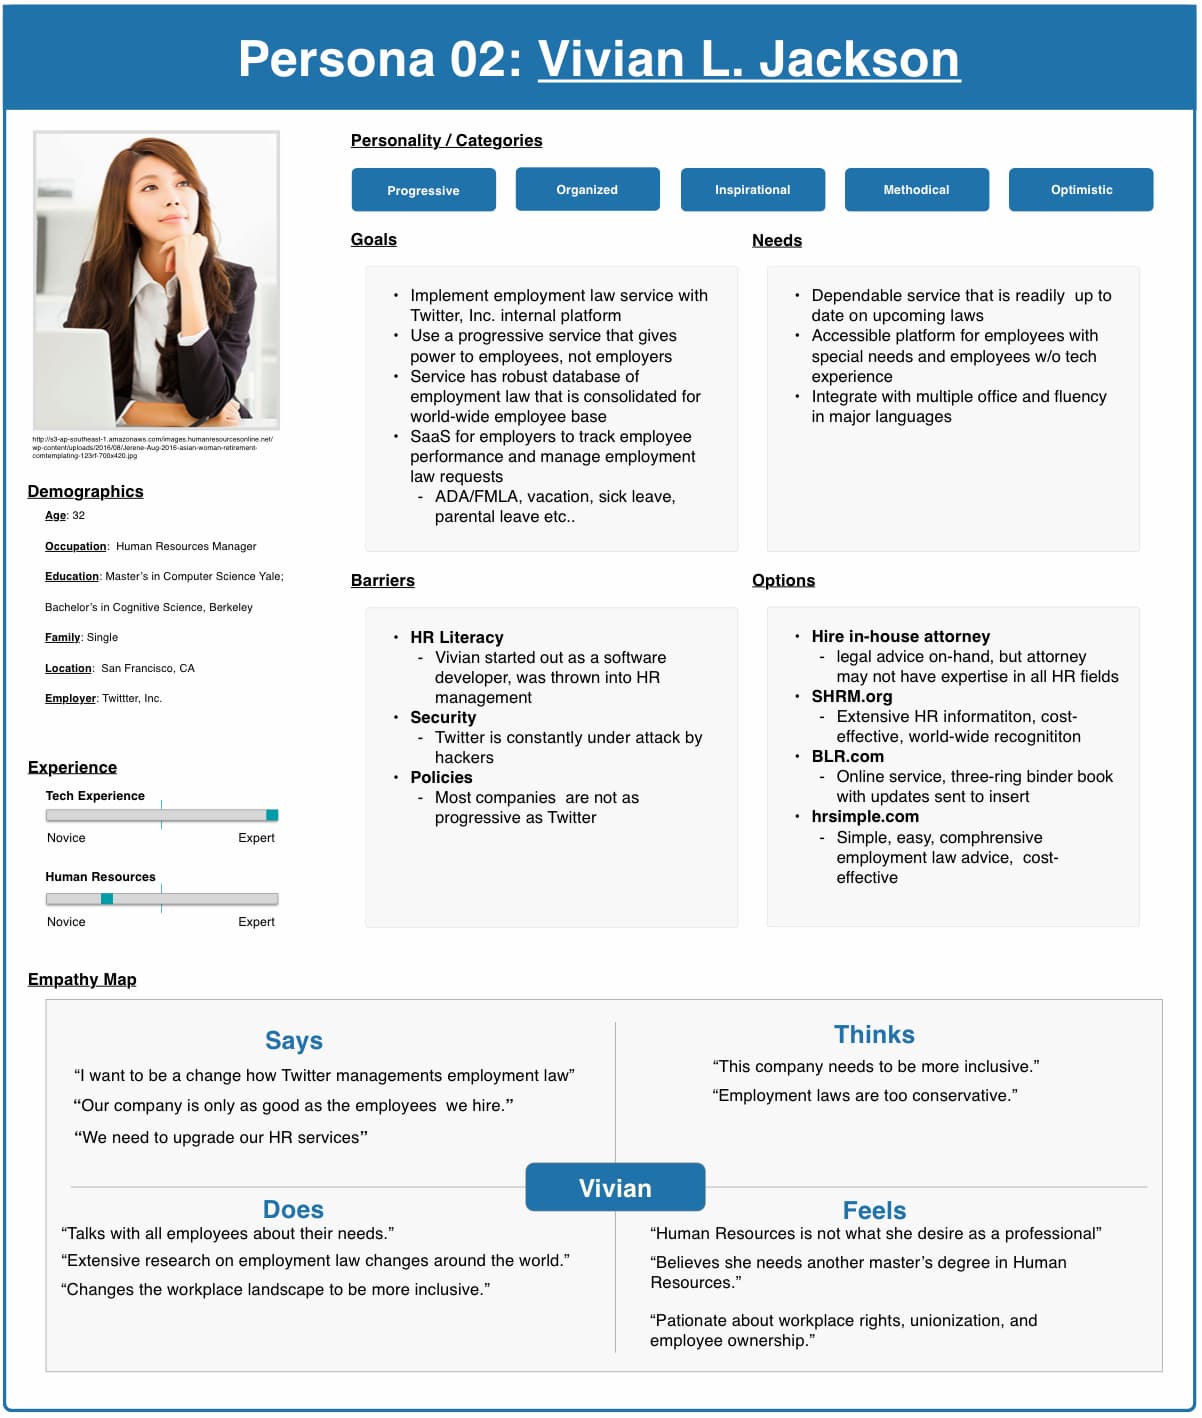 Persona 02: Vivian L. Jackson
http://s3-ap-southeast-1.amazonaws.com/images.humanresourcesonline.net/
wp-content/uploads/2016/08/Jerene-Aug-2016-asian-woman-retirement-
comtemplating-123rf-700x420.jpg
Demographics
Age: 32
Occupation: Human Resources Manager
Education: Master's in Computer Science Yale;
Bachelor's in Cognitive Science, Berkeley
Family: Single
Location: San Francisco, CA
Employer: Twittter, Inc.
Experience
Tech Experience
Novice Expert
Human Resources
Novice Expert
Personality / Categories
Progressive
Organized
Inspirational
Methodical
Optimistic
Goals
• Implement employment law service with
Twitter, Inc. internal platform
• Use a progressive service that gives
power to employees, not employers
• Service has robust database of
employment law that is consolidated for
world-wide employee base
• SaaS for employers to track employee
performance and manage employment
law requests
- ADA/FMLA, vacation, sick leave,
parental leave etc..
Needs
• Dependable service that is readily up to
date on upcoming laws
• Accessible platform for employees with
special needs and employees w/o tech
experience
• Integrate with multiple office and fluency
in major languages
Barriers
• HR Literacy
- Vivian started out as a software
developer, was thrown into HR
management
• Security
- Twitter is constantly under attack by
hackers
• Policies
- Most companies are not as
progressive as Twitter
Options
• Hire in-house attorney
- legal advice on-hand, but attorney
may not have expertise in all HR fields
• SHRM.org
- Extensive HR informatiton, cost-
effective, world-wide recognititon
• BLR.com
- Online service, three-ring binder book
with updates sent to insert
• hrsimple.com
- Simple, easy, comphrensive
employment law advice, cost-
effective
Empathy Map
Says
“I want to be a change how Twitter managements employment law”
“Our company is only as good as the employees we hire.”
“We need to upgrade our HR services”
Thinks
“This company needs to be more inclusive.”
“Employment laws are too conservative.”
Vivian
Does
“Talks with all employees about their needs.”
“Extensive research on employment law changes around the world.”
“Changes the workplace landscape to be more inclusive.”
Feels
“Human Resources is not what she desire as a professional”
“Believes she needs another master’s degree in Human
Resources.”
“Pationate about workplace rights, unionization, and
employee ownership.”